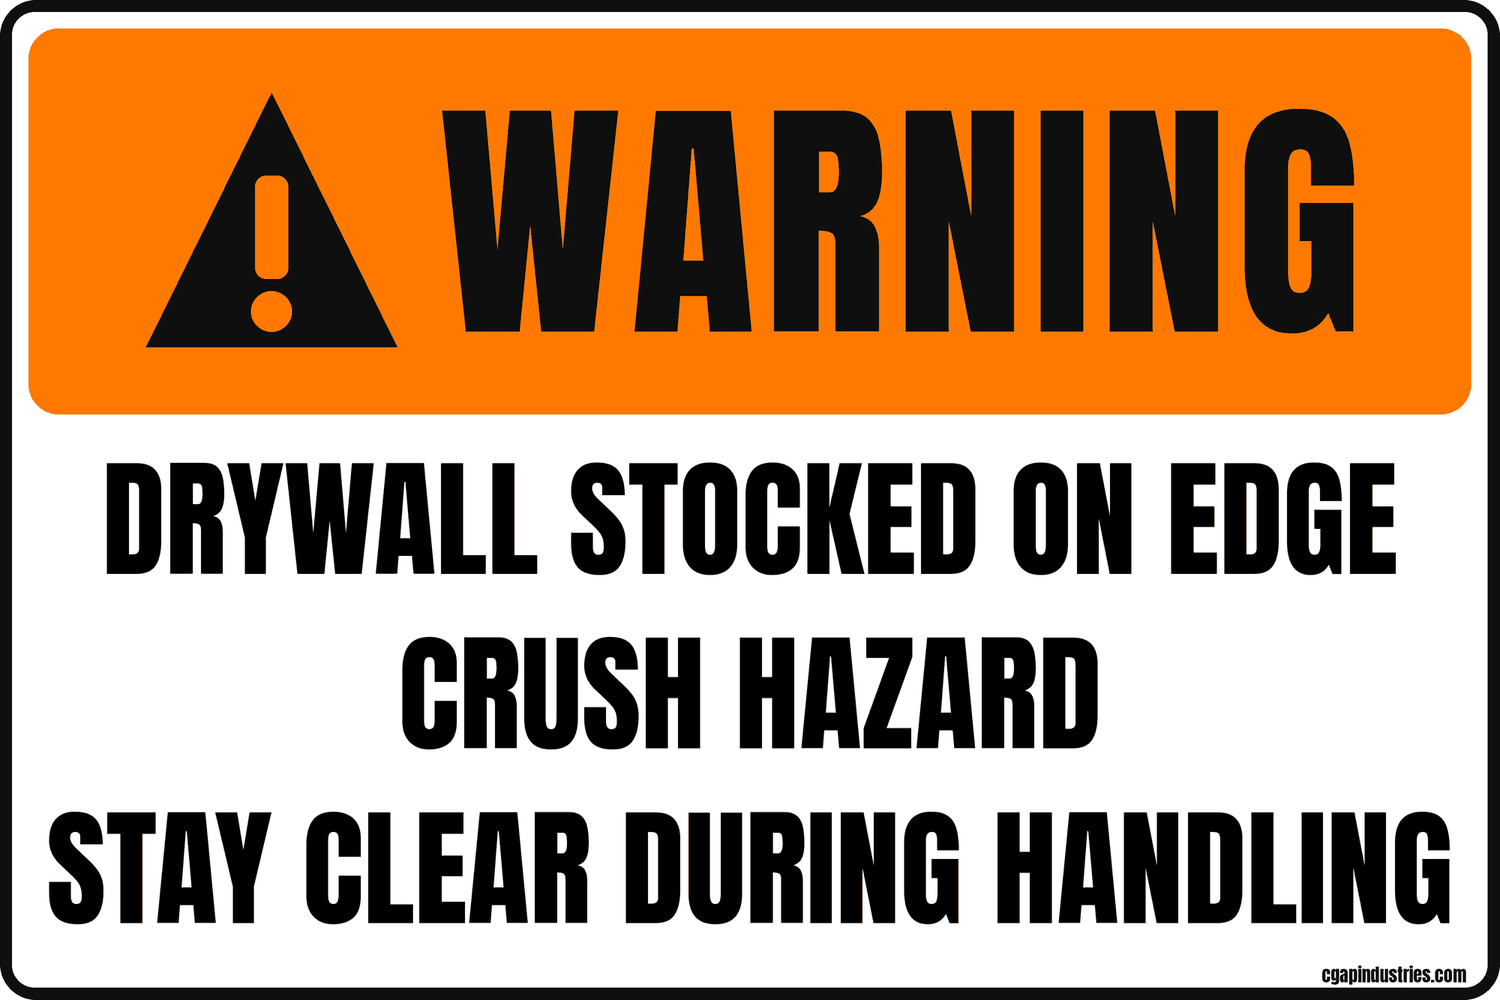 WARNING
DRYWALL STOCKED ON EDGE
CRUSH HAZARD
STAY CLEAR DURING HANDLING
cgapindustries.com